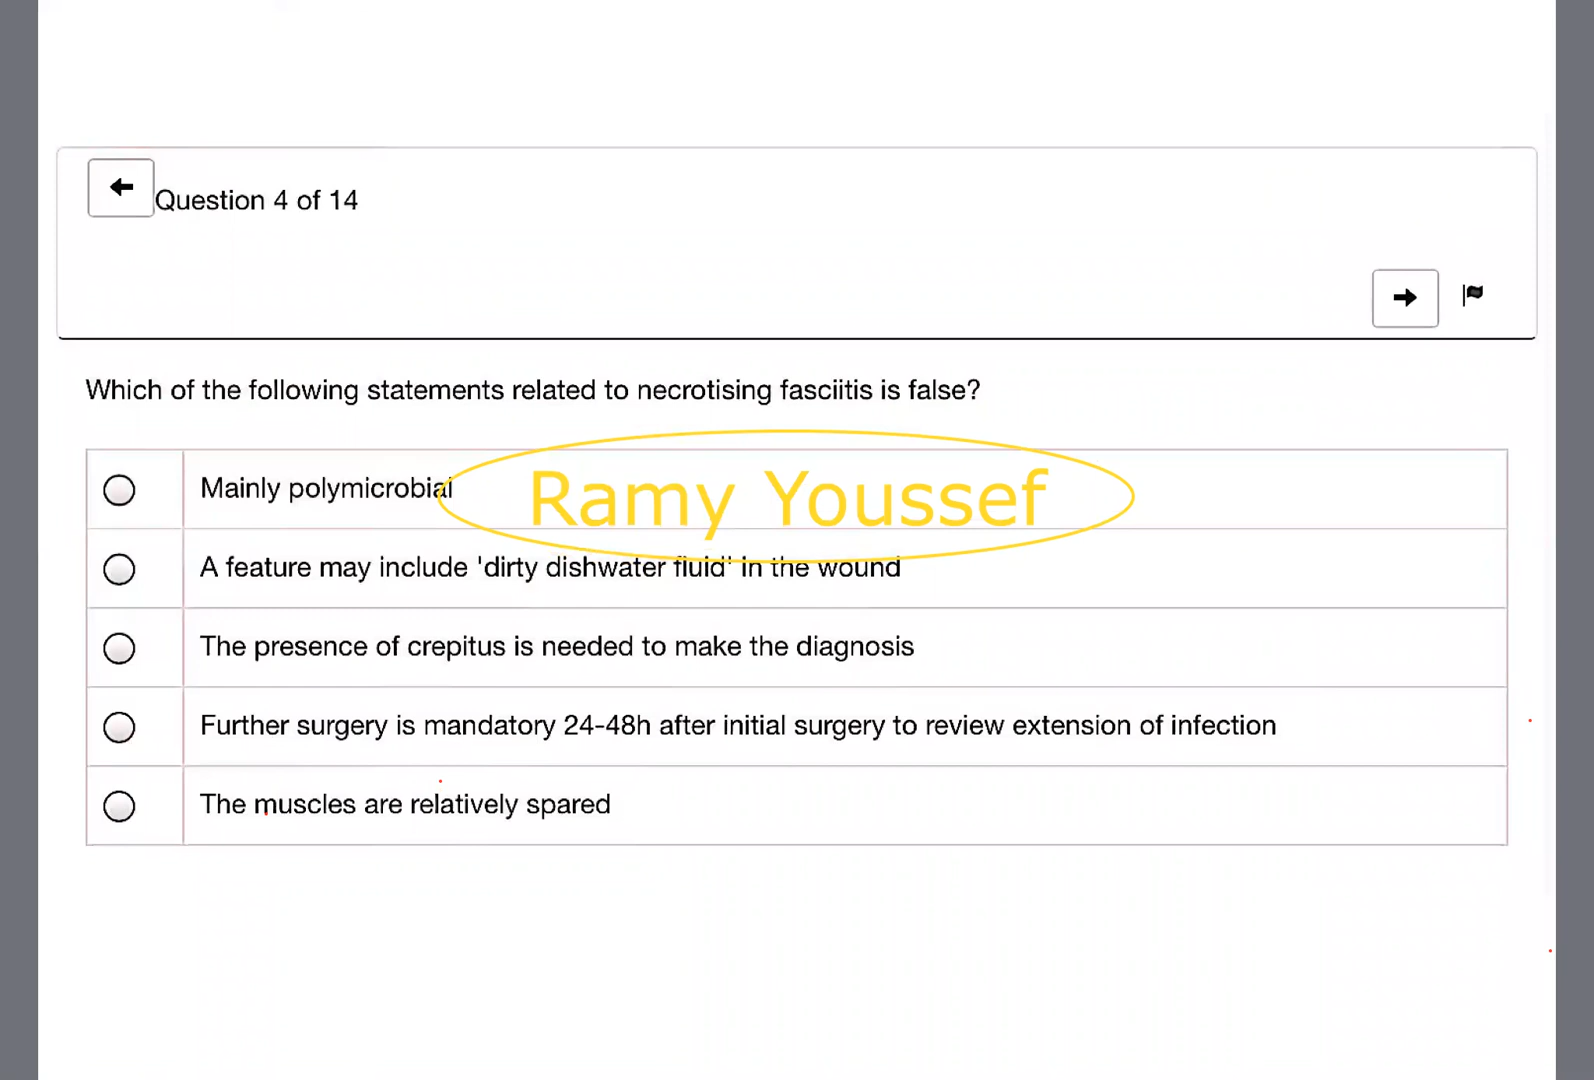 Question 4 of 14
Which of the following statements related to necrotising fasciitis is false?
Mainly polymicrobial
Ramy Youssef
A feature may include 'dirty dishwater fluid' in the wound
The presence of crepitus is needed to make the diagnosis
Further surgery is mandatory 24-48h after initial surgery to review extension of infection
The muscles are relatively spared